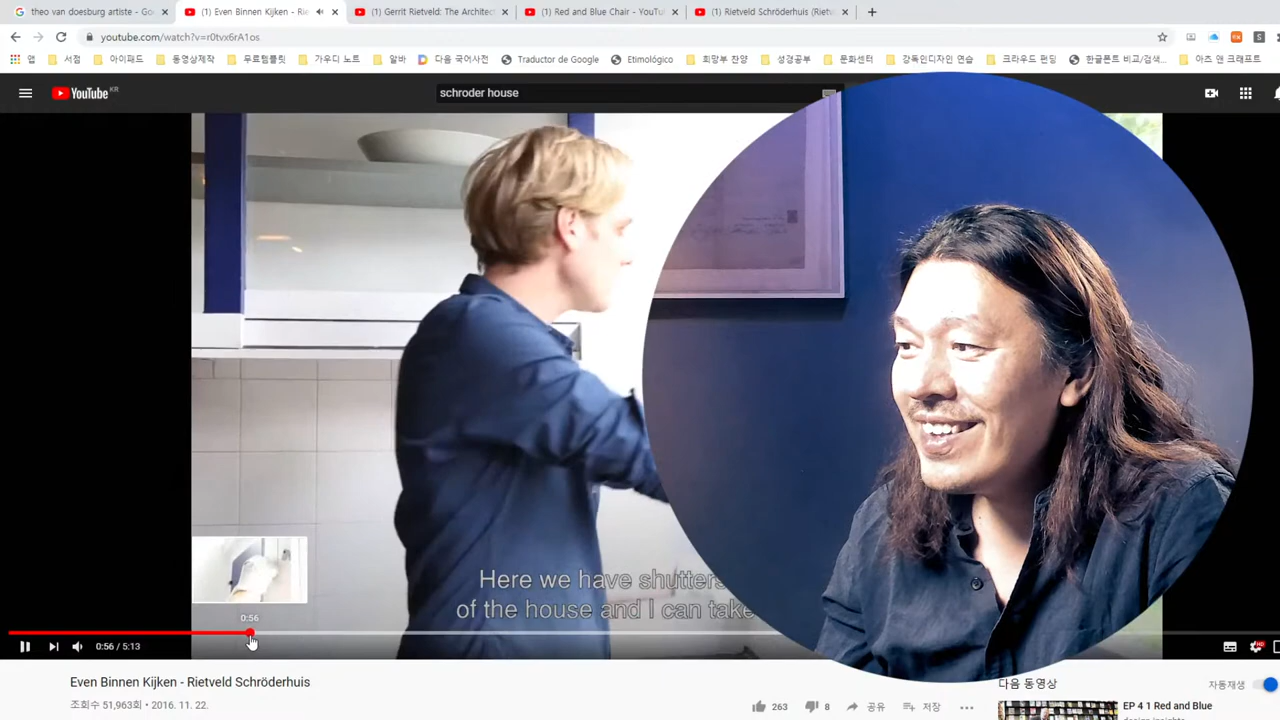 theo van doesburg artiste - Go
(1) Even Binnen Kijken - Ri
(1) Gerrit Rietveld: The Architec
(1) Red and Blue Chair - YouTu
(1) Rietveld Schröderhuis (Rietv
youtube.com/watch?v=r0tvx6rA1os
앱 서점 아이패드 동영상제작 무료템플릿 가우디 노트 알바 다음 국어사전 Traductor de Google Etimológico 희망부 찬양 성경공부 문화센터 강독인디자인 연습 크라우드 펀딩 한글폰트 비교/검색... 아즈 앤 크래프트
YouTube KR
schroder house
Here we have shutters
of the house and I can take
0:56
0:56 / 5:13
HD
Even Binnen Kijken - Rietveld Schröderhuis
조회수 51,963회 • 2016. 11. 22.
263 8 공유 저장
다음 동영상 자동재생
EP 4 1 Red and Blue
design insights